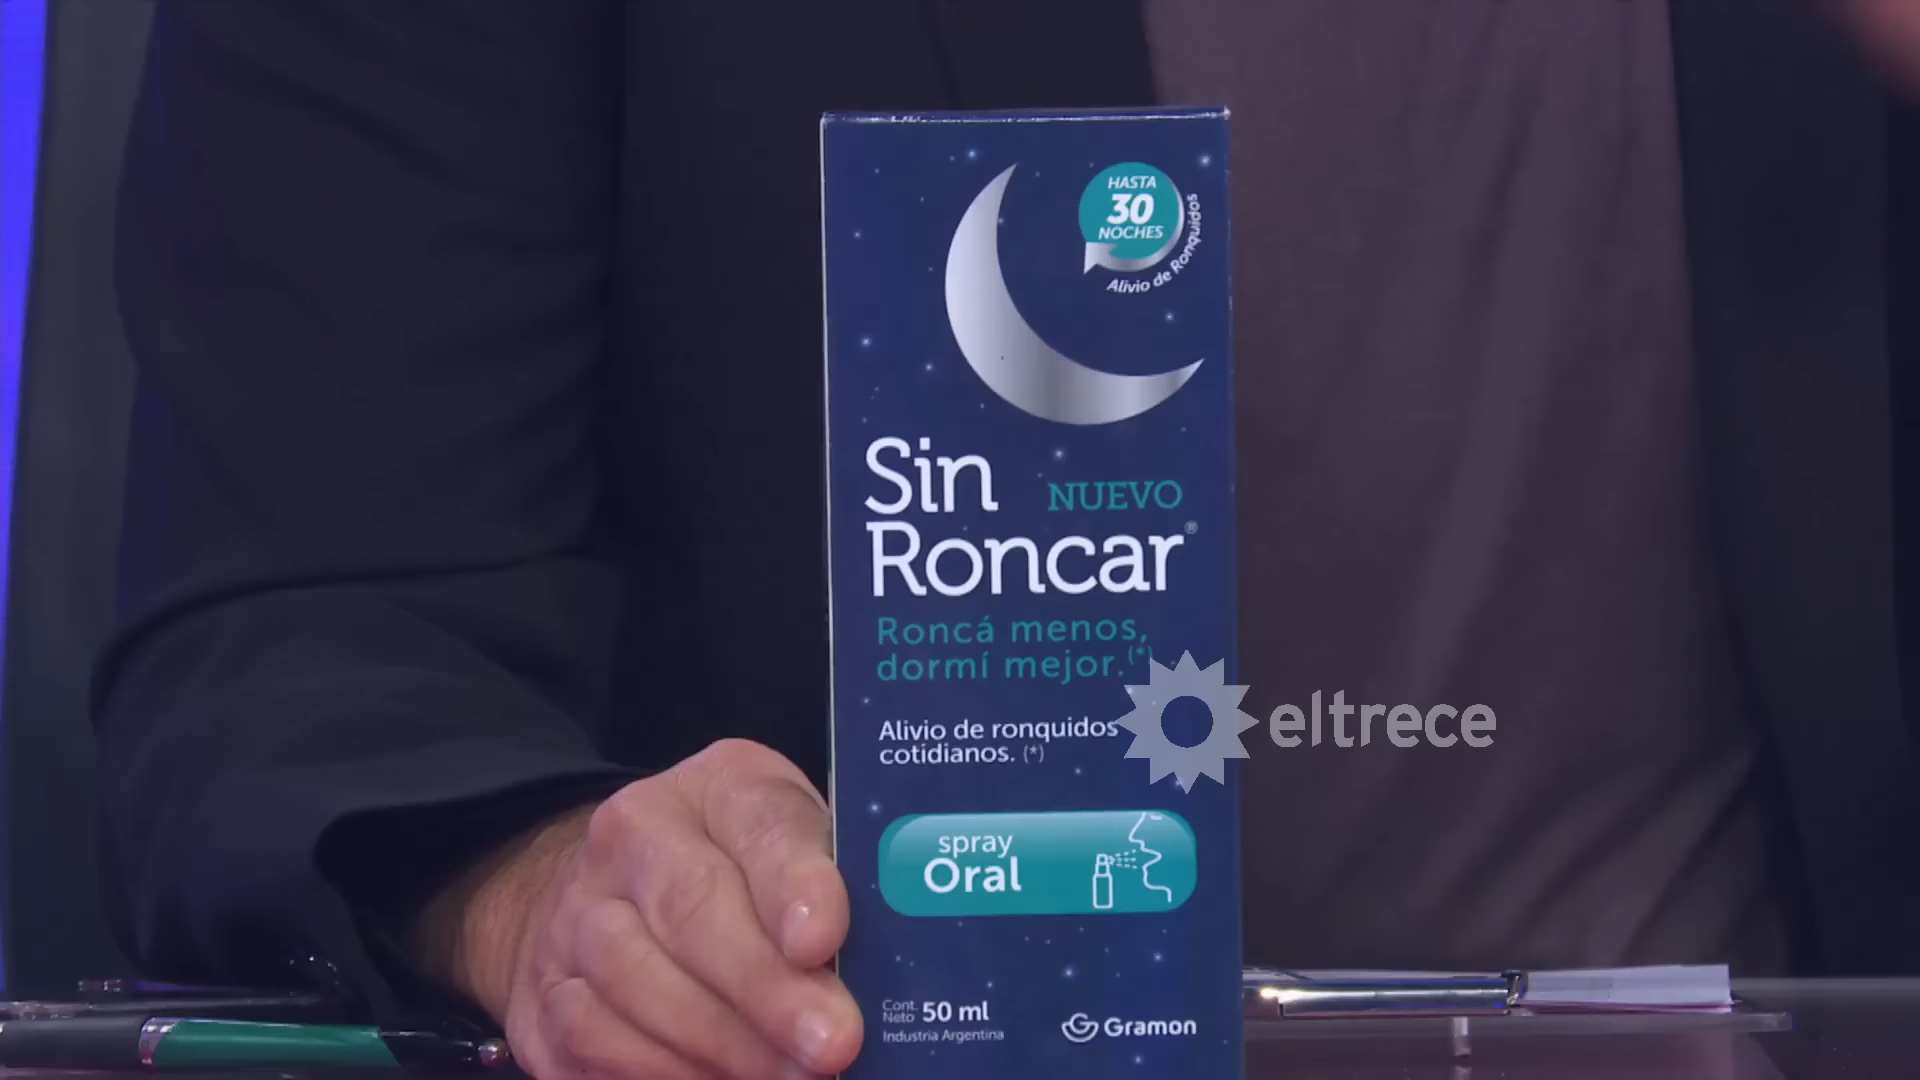 HASTA
30
NOCHES
Alivio de Ronquidos
Sin
NUEVO
Roncar®
Roncá menos,
dormí mejor.(*)
eltrece
Alivio de ronquidos
cotidianos. (*)
spray
Oral
Cont.
Neto 50 ml
Industria Argentina
Gramon